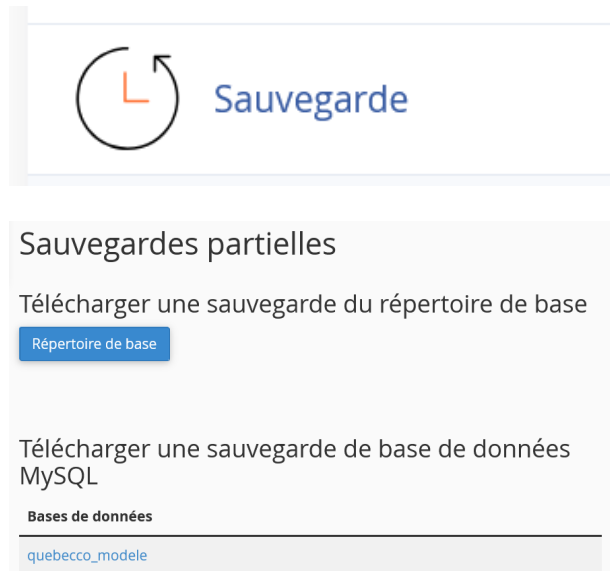 Sauvegarde
Sauvegardes partielles
Télécharger une sauvegarde du répertoire de base
Répertoire de base
Télécharger une sauvegarde de base de données
MySQL
Bases de données
quebecco_modele